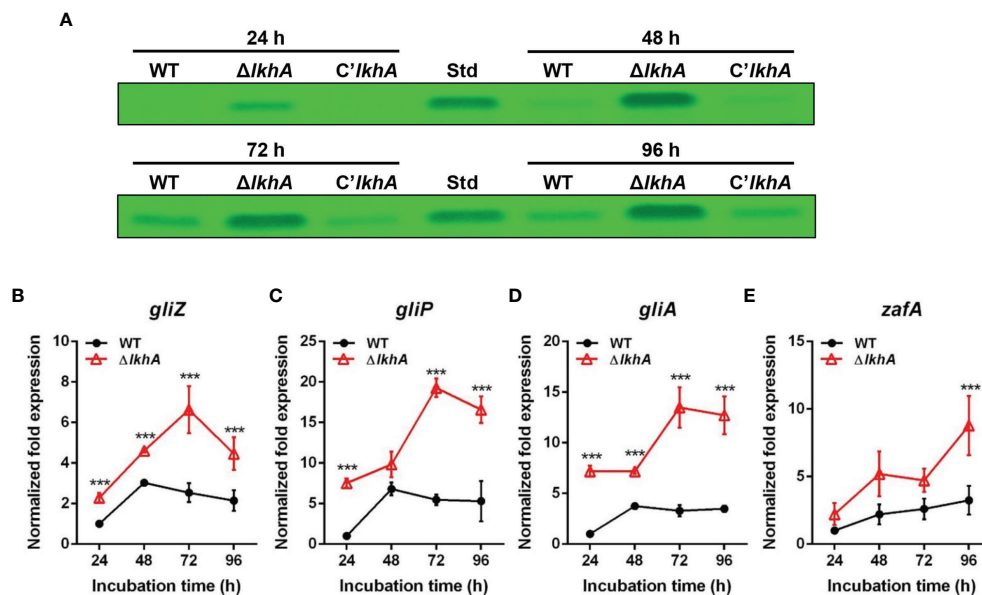 A
24 h 48 h
WT ΔlkhA C'lkhA Std WT ΔlkhA C'lkhA
72 h 96 h
WT ΔlkhA C'lkhA Std WT ΔlkhA C'lkhA
B gliZ
Normalized fold expression
10
8
6
4
2
0
WT
ΔlkhA
*** *** *** ***
24 48 72 96
Incubation time (h)
C gliP
Normalized fold expression
25
20
15
10
5
0
WT
ΔlkhA
*** *** ***
24 48 72 96
Incubation time (h)
D gliA
Normalized fold expression
20
15
10
5
0
WT
ΔlkhA
*** *** *** ***
24 48 72 96
Incubation time (h)
E zafA
Normalized fold expression
15
10
5
0
WT
ΔlkhA
***
24 48 72 96
Incubation time (h)